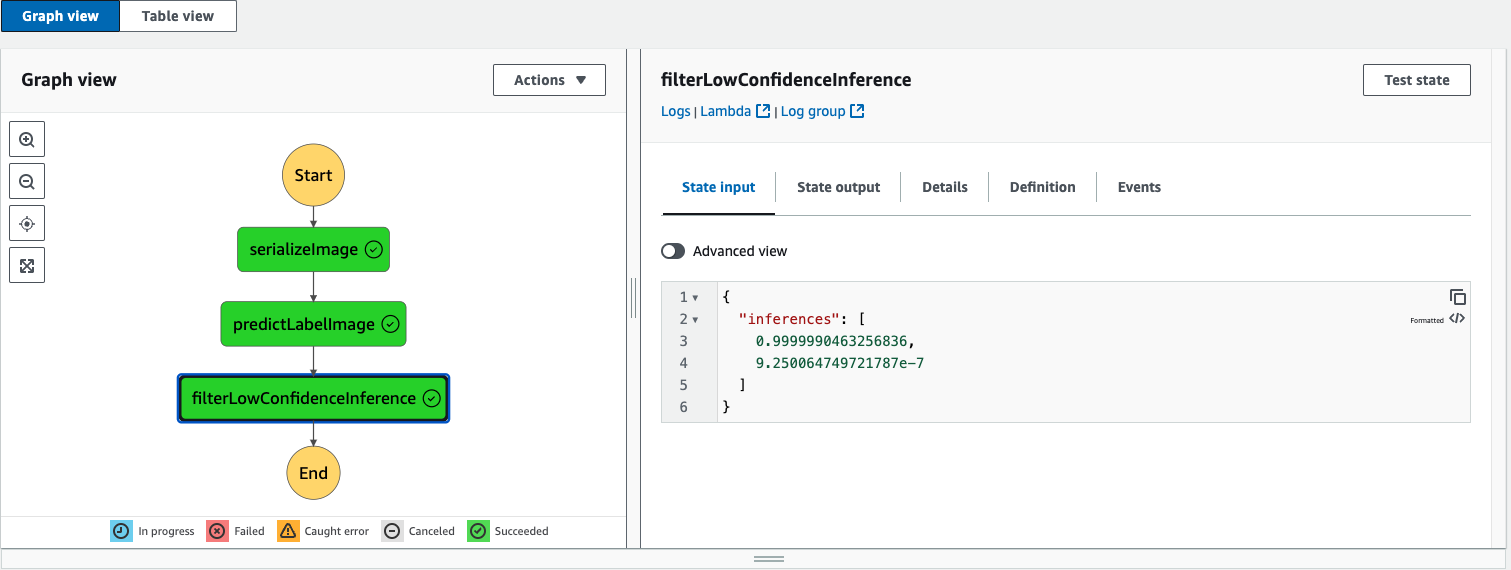 Graph view
Table view
Graph view
Actions
Start
serializeImage
predictLabelImage
filterLowConfidenceInference
End
In progress Failed Caught error Canceled Succeeded
filterLowConfidenceInference
Test state
Logs | Lambda | Log group
State input State output Details Definition Events
Advanced view
1 {
2 "inferences": [
3 0.9999990463256836,
4 9.250064749721787e-7
5 ]
6 }
Formatted </>